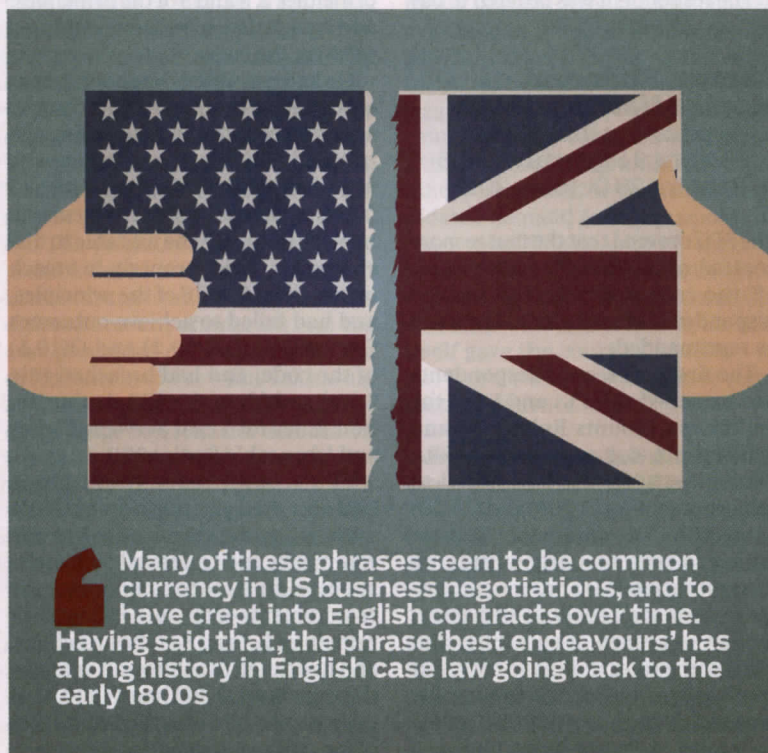 Many of these phrases seem to be common
currency in US business negotiations, and to
have crept into English contracts over time.
Having said that, the phrase ‘best endeavours’ has
a long history in English case law going back to the
early 1800s